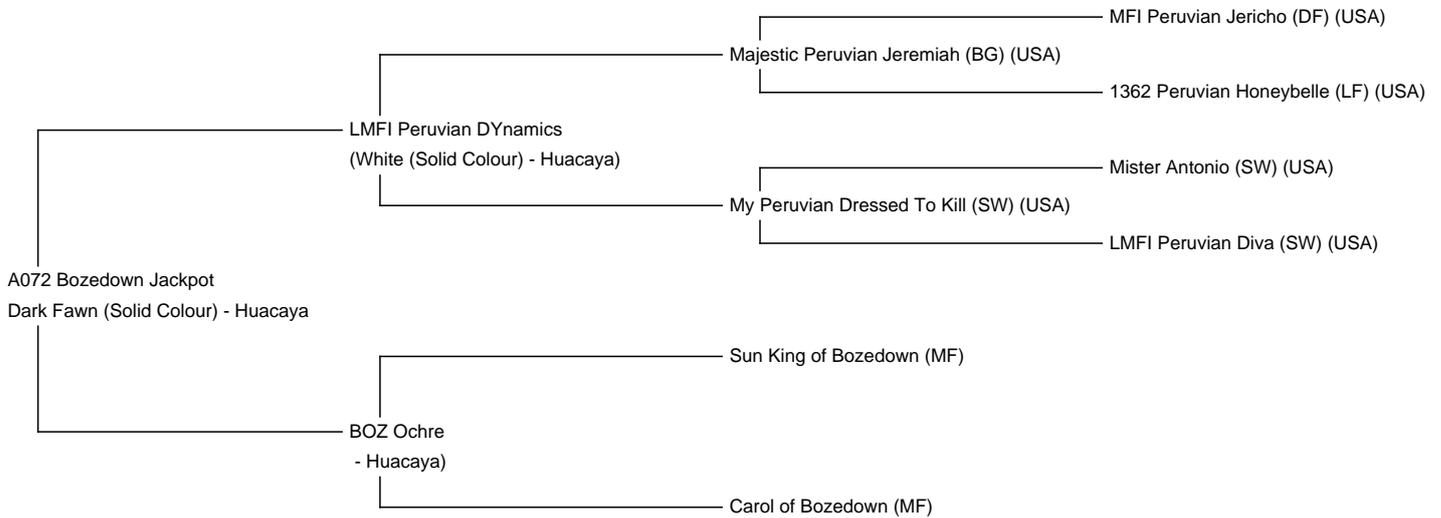 MFI Peruvian Jericho (DF) (USA)
Majestic Peruvian Jeremiah (BG) (USA)
1362 Peruvian Honeybelle (LF) (USA)
LMFI Peruvian DYnamics
(White (Solid Colour) - Huacaya)
Mister Antonio (SW) (USA)
My Peruvian Dressed To Kill (SW) (USA)
LMFI Peruvian Diva (SW) (USA)
A072 Bozedown Jackpot
Dark Fawn (Solid Colour) - Huacaya
Sun King of Bozedown (MF)
BOZ Ochre
- Huacaya)
Carol of Bozedown (MF)